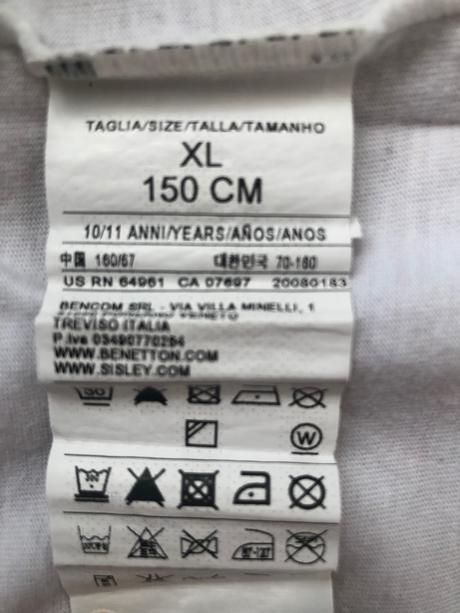 TAGLIA/SIZE/TALLA/TAMANHO
XL
150 CM
10/11 ANNI/YEARS/AÑOS/ANOS
中国 160/67 대한민국 70-160
US RN 64961 CA 07697 20080183
BENCOM SRL - VIA VILLA MINELLI, 1
TREVISO ITALIA
P.iva 03490770264
WWW.BENETTON.COM
WWW.SISLEY.COM
W